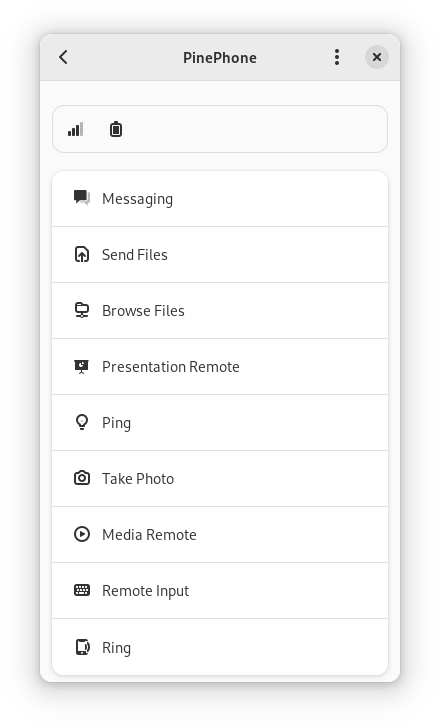 PinePhone
Messaging
Send Files
Browse Files
Presentation Remote
Ping
Take Photo
Media Remote
Remote Input
Ring